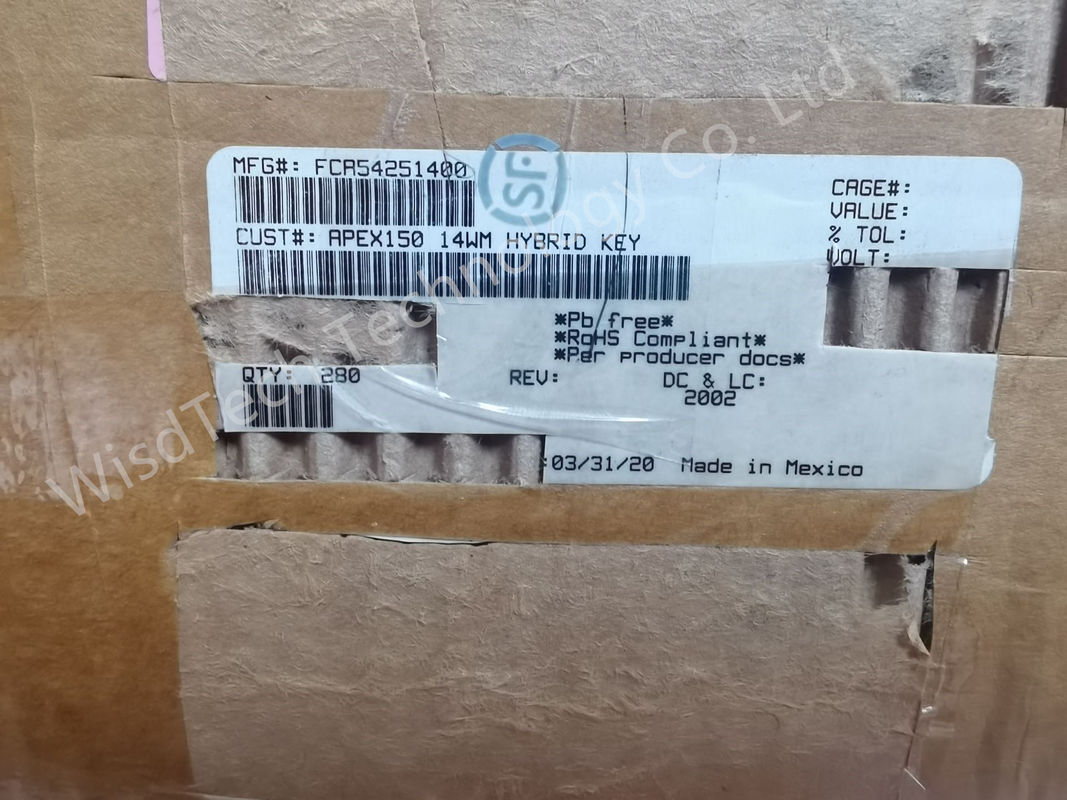 MFG#: FCA54251400
CUST#: APEX150 14WM HYBRID KEY
CAGE#:
VALUE:
% TOL:
VOLT:
*Pb free*
*RoHS Compliant*
*Per producer docs*
QTY: 280
REV:
DC & LC:
2002
:03/31/20 Made in Mexico
SF
WisdTech Technology Co. Ltd